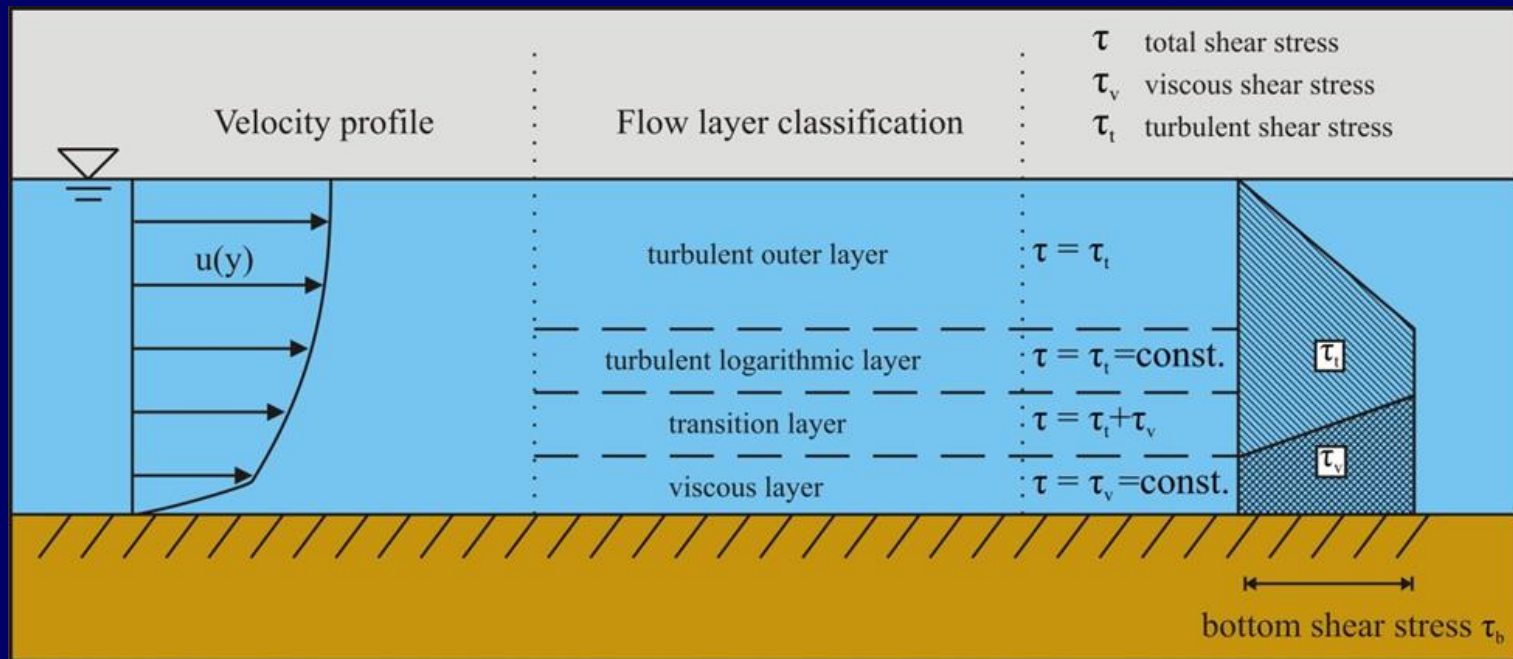 Velocity profile
Flow layer classification
τ total shear stress
τv viscous shear stress
τt turbulent shear stress
u(y)
turbulent outer layer
τ = τt
turbulent logarithmic layer
τ = τt=const.
transition layer
τ = τt+τv
viscous layer
τ = τv=const.
τt
τv
bottom shear stress τb